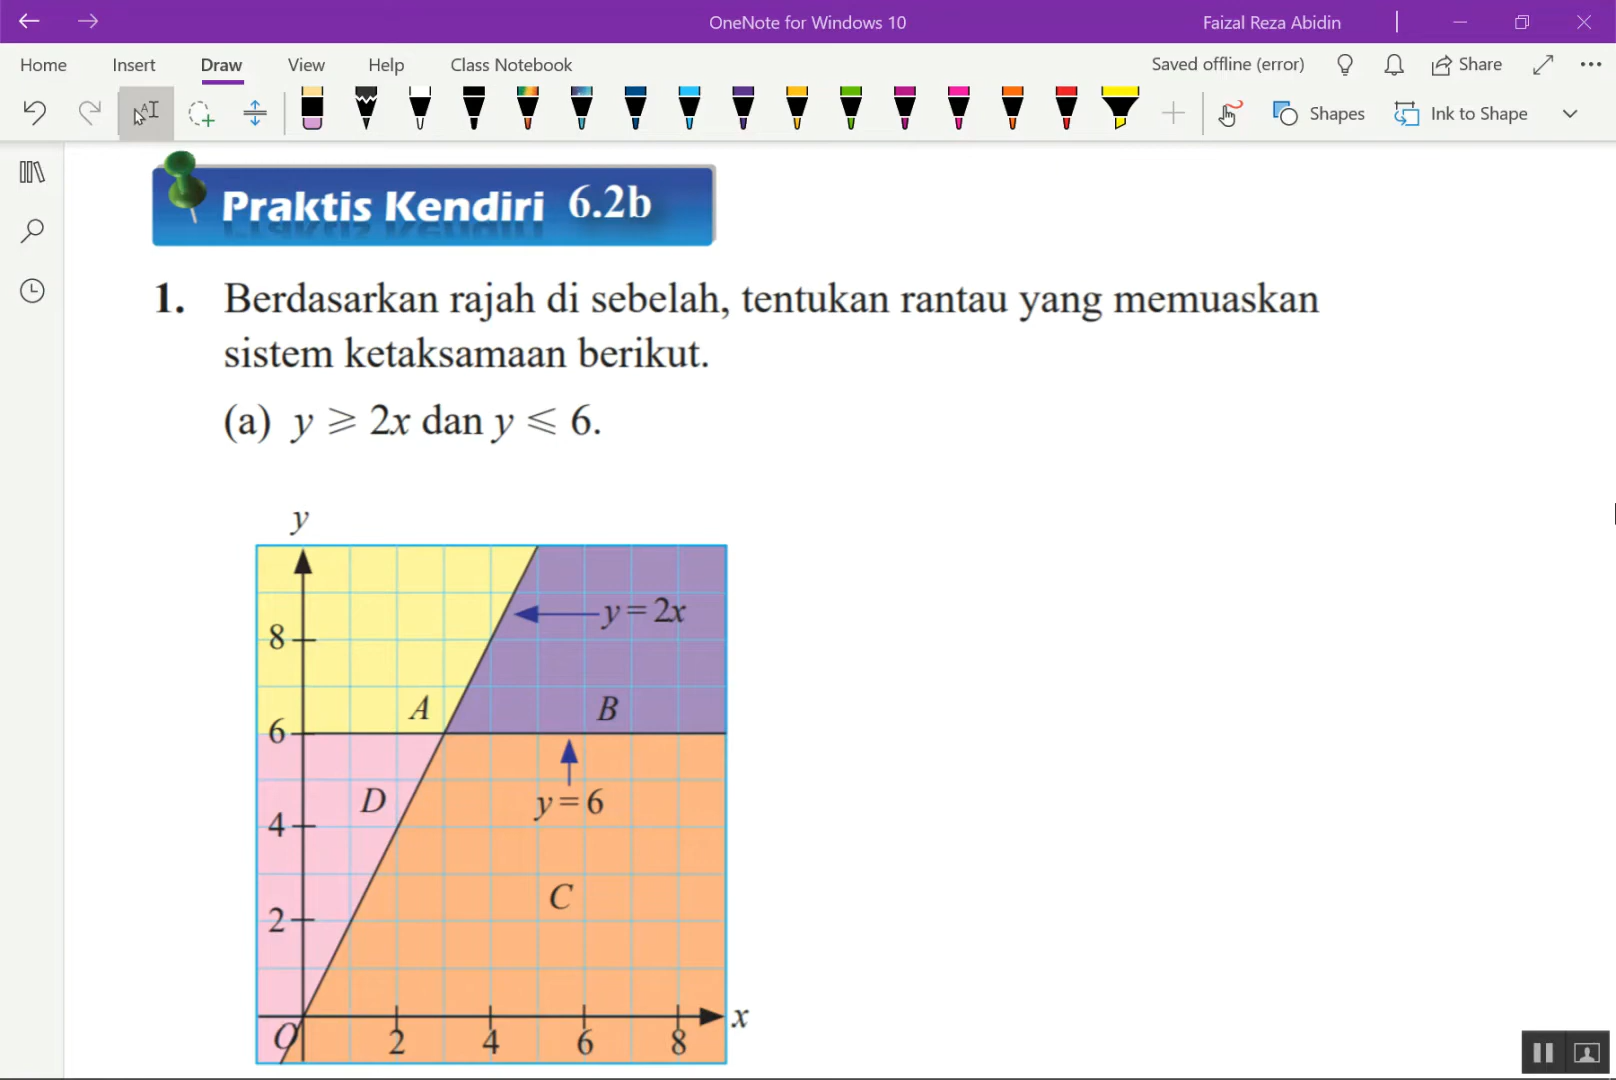 OneNote for Windows 10
Faizal Reza Abidin
Home Insert Draw View Help Class Notebook
Saved offline (error)
Share
Shapes
Ink to Shape
Praktis Kendiri 6.2b
1. Berdasarkan rajah di sebelah, tentukan rantau yang memuaskan
sistem ketaksamaan berikut.
(a) y ⩾ 2x dan y ⩽ 6.
y
y = 2x
8
A
B
6
D
y = 6
4
C
2
x
O
2 4 6 8